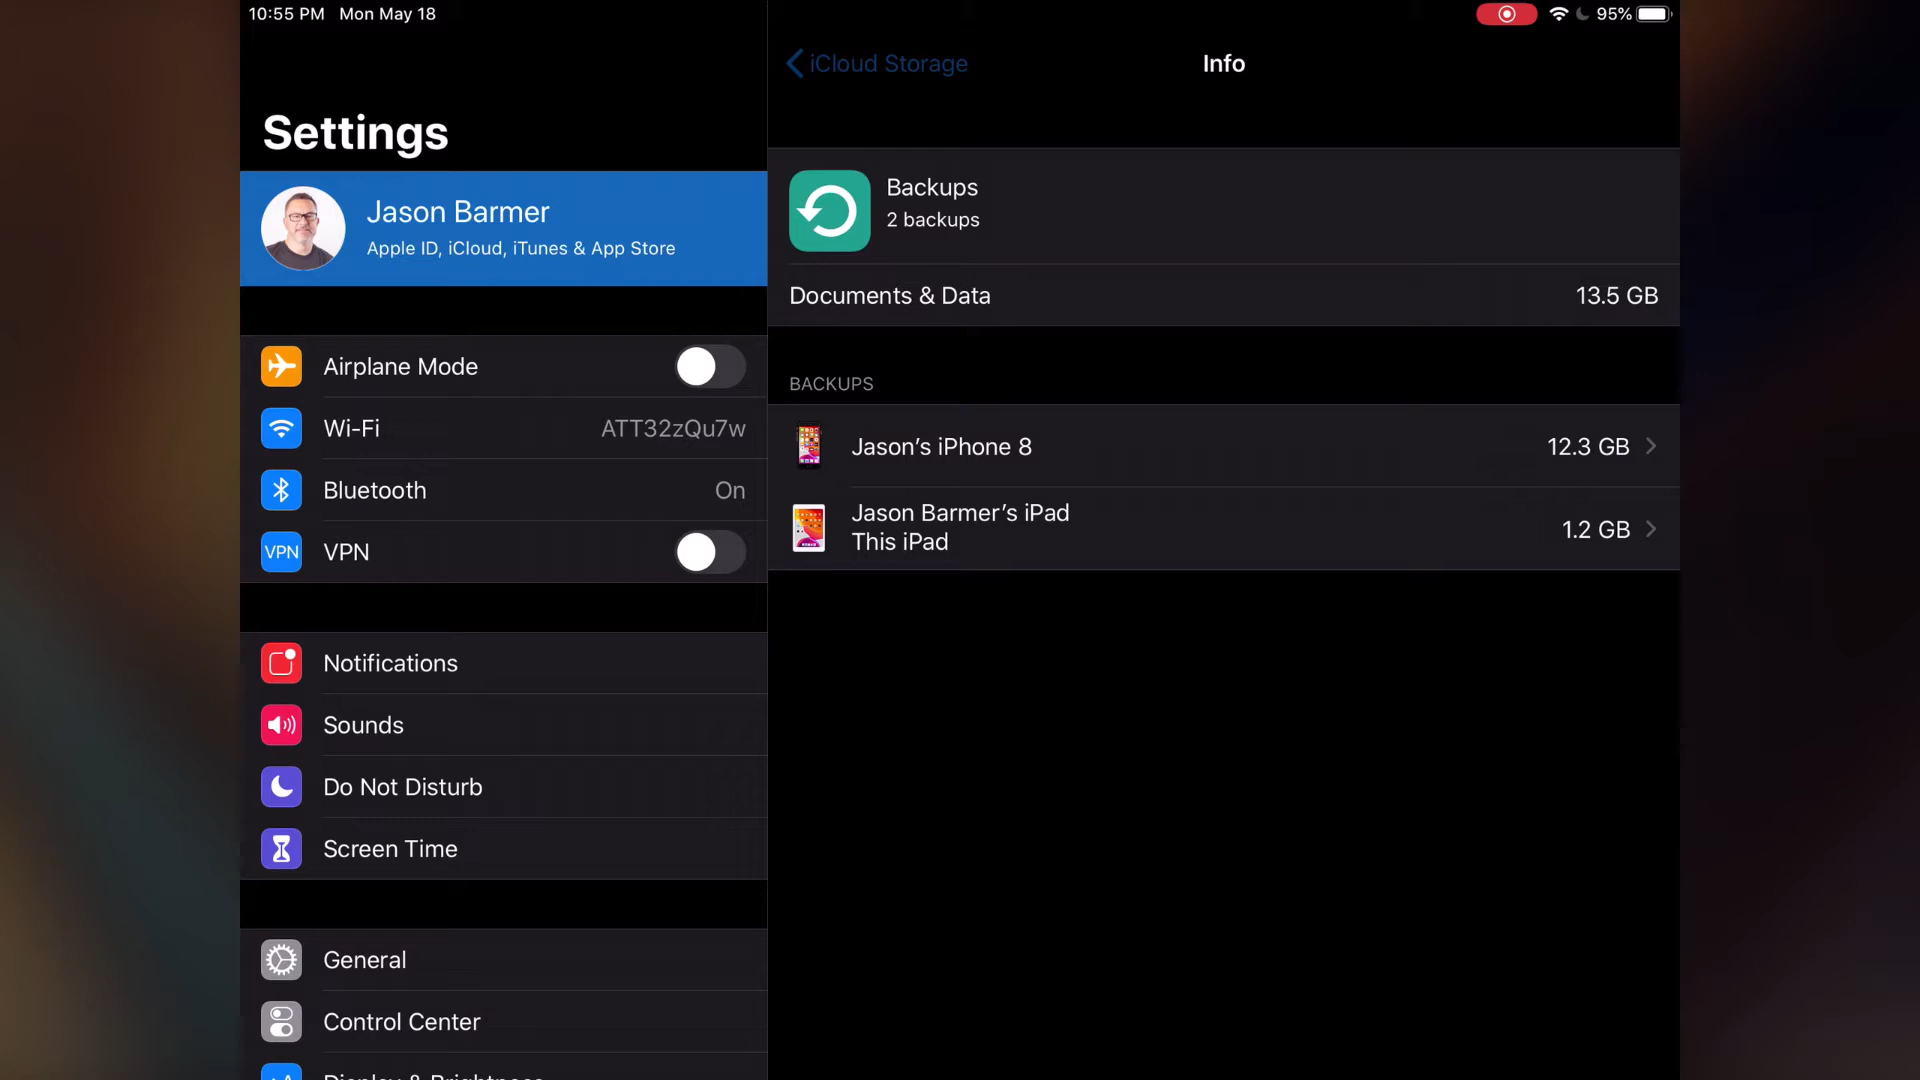 10:55 PM Mon May 18
95%
Settings
Jason Barmer
Apple ID, iCloud, iTunes & App Store
Airplane Mode
Wi-Fi ATT32zQu7w
Bluetooth On
VPN VPN
Notifications
Sounds
Do Not Disturb
Screen Time
General
Control Center
Display & Brightness
iCloud Storage
Info
Backups
2 backups
Documents & Data 13.5 GB
BACKUPS
Jason’s iPhone 8 12.3 GB
Jason Barmer’s iPad
This iPad
1.2 GB